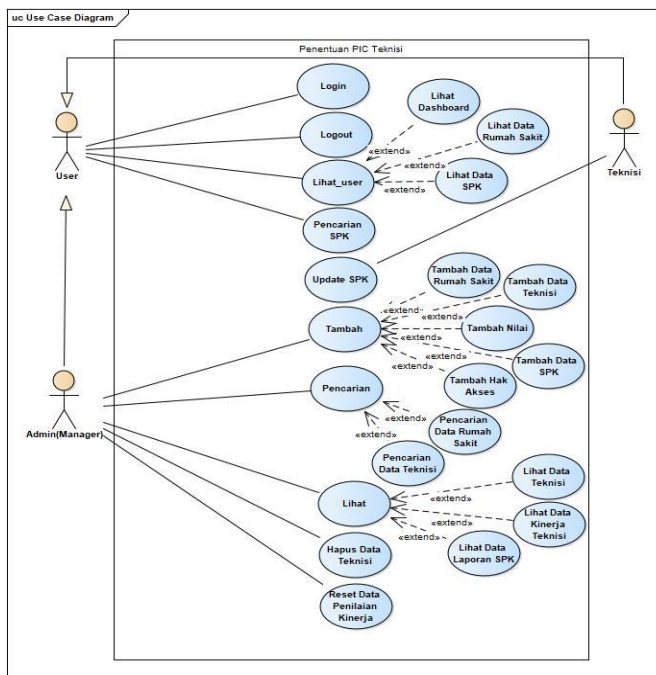 uc Use Case Diagram
Penentuan PIC Teknisi
Login
Lihat
Dashboard
Lihat Data
Rumah Sakit
Logout
«extend»
«extend»
User
Teknisi
Lihat_user
Lihat Data
SPK
«extend»
Pencarian
SPK
Update SPK
Tambah Data
Rumah Sakit
Tambah Data
Teknisi
«extend»
«extend»
Tambah
Tambah Nilai
«extend»
«extend»
Tambah Data
SPK
Tambah Hak
Akses
Admin(Manager)
Pencarian
«extend»
«extend»
Pencarian
Data Rumah
Sakit
Pencarian
Data Teknisi
Lihat Data
Teknisi
Lihat
«extend»
«extend»
«extend»
Lihat Data
Kinerja
Teknisi
Lihat Data
Laporan SPK
Hapus Data
Teknisi
Reset Data
Penilaian
Kinerja